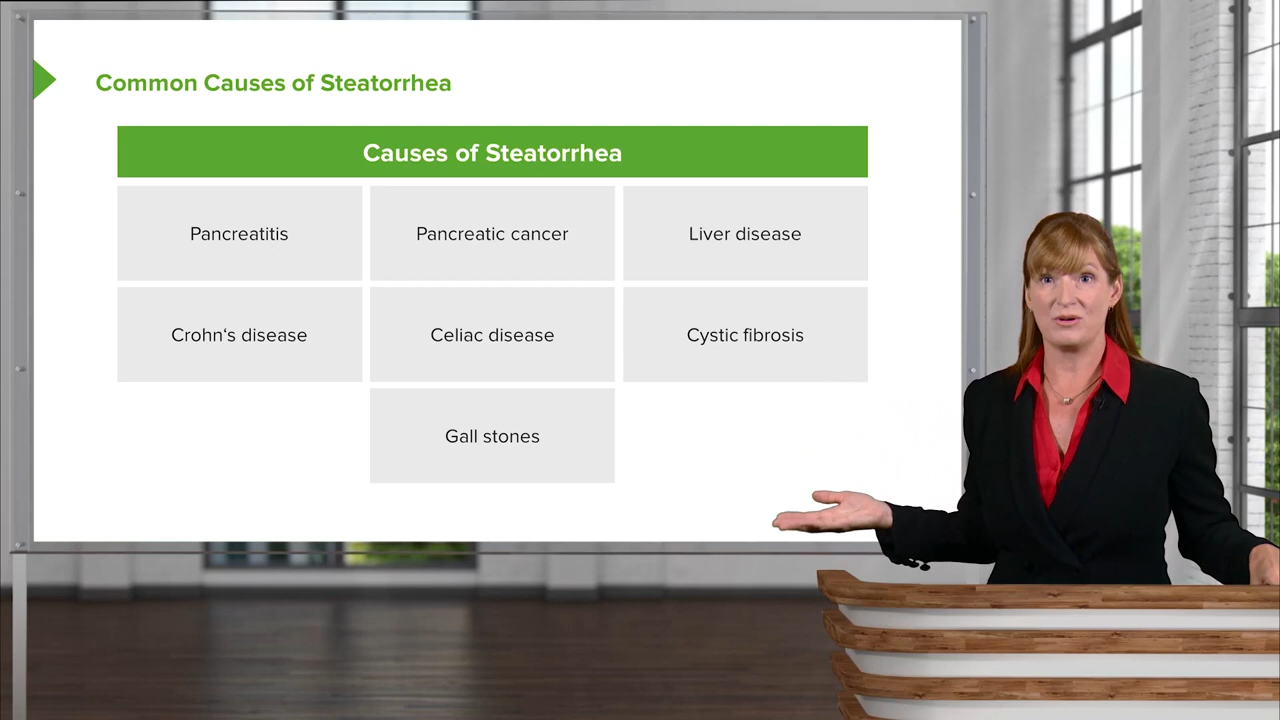 Common Causes of Steatorrhea
Causes of Steatorrhea
Pancreatitis
Pancreatic cancer
Liver disease
Crohn‘s disease
Celiac disease
Cystic fibrosis
Gall stones